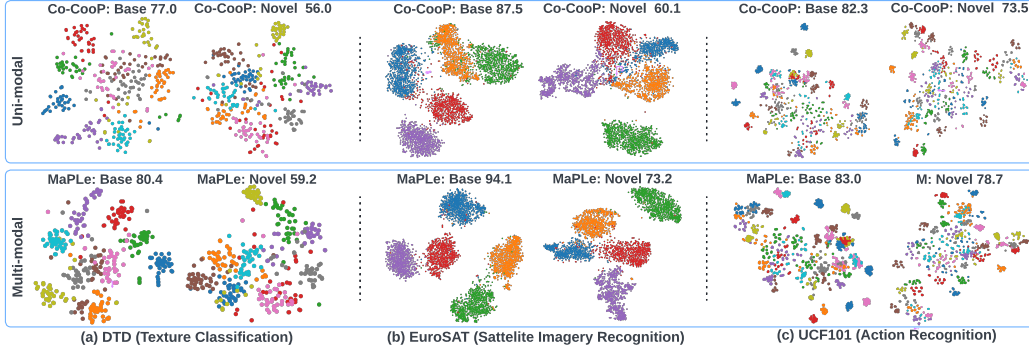 Co-CooP: Base 77.0
Co-CooP: Novel 56.0
Co-CooP: Base 87.5
Co-CooP: Novel 60.1
Co-CooP: Base 82.3
Co-CooP: Novel 73.5
Uni-modal
MaPLe: Base 80.4
MaPLe: Novel 59.2
MaPLe: Base 94.1
MaPLe: Novel 73.2
MaPLe: Base 83.0
M: Novel 78.7
Multi-modal
(a) DTD (Texture Classification)
(b) EuroSAT (Sattelite Imagery Recognition)
(c) UCF101 (Action Recognition)